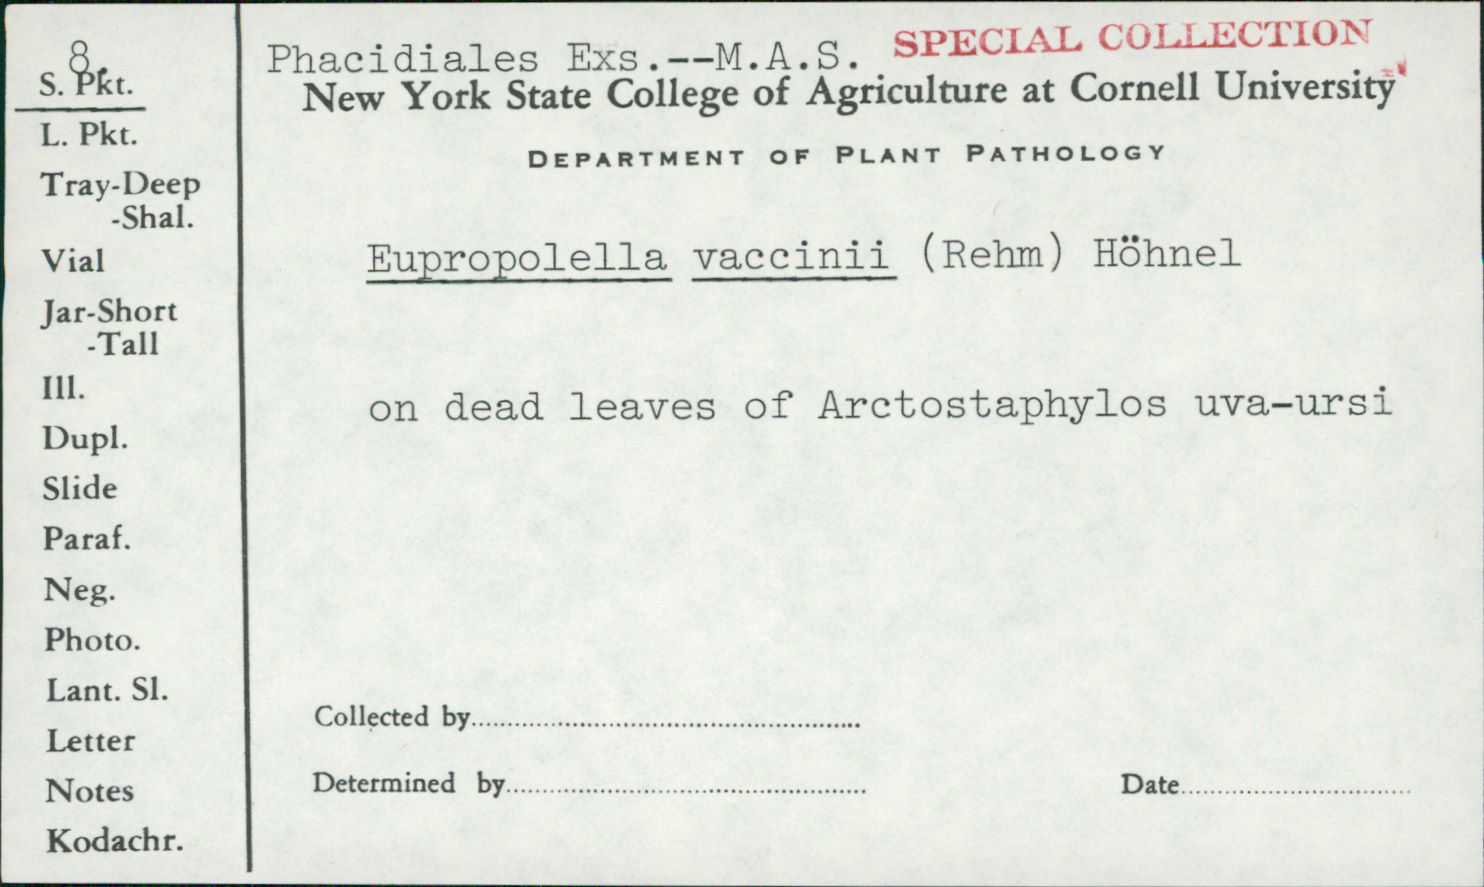 8.
S. Pkt.
L. Pkt.
Tray-Deep
-Shal.
Vial
Jar-Short
-Tall
Ill.
Dupl.
Slide
Paraf.
Neg.
Photo.
Lant. Sl.
Letter
Notes
Kodachr.
Phacidiales Exs.--M.A.S. SPECIAL COLLECTION
New York State College of Agriculture at Cornell University
DEPARTMENT OF PLANT PATHOLOGY
Eupropolella vaccinii (Rehm) Höhnel
on dead leaves of Arctostaphylos uva-ursi
Collected by
Determined by Date